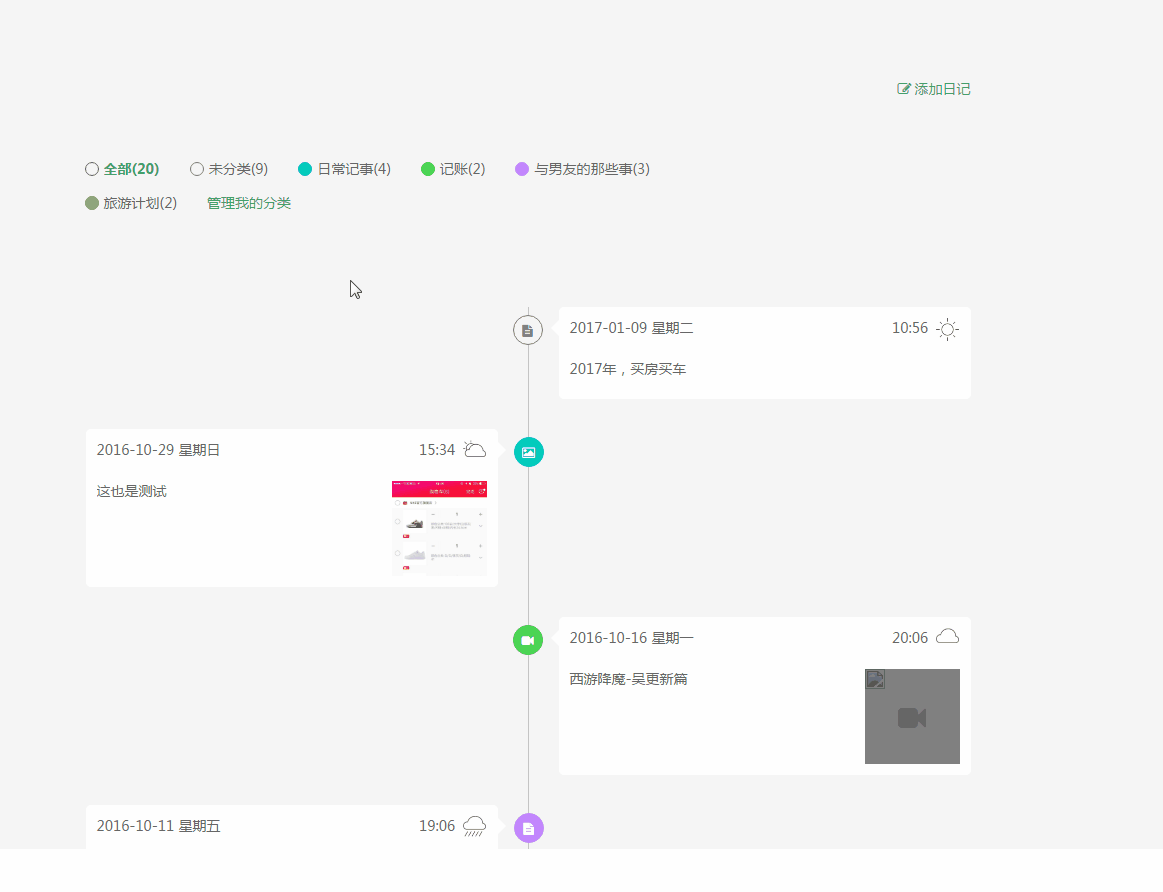 添加日记
全部(20) 未分类(9) 日常记事(4) 记账(2) 与男友的那些事(3)
旅游计划(2) 管理我的分类
2017-01-09 星期二 10:56
2017年，买房买车
2016-10-29 星期日 15:34
这也是测试
2016-10-16 星期一 20:06
西游降魔-吴更新篇
2016-10-11 星期五 19:06